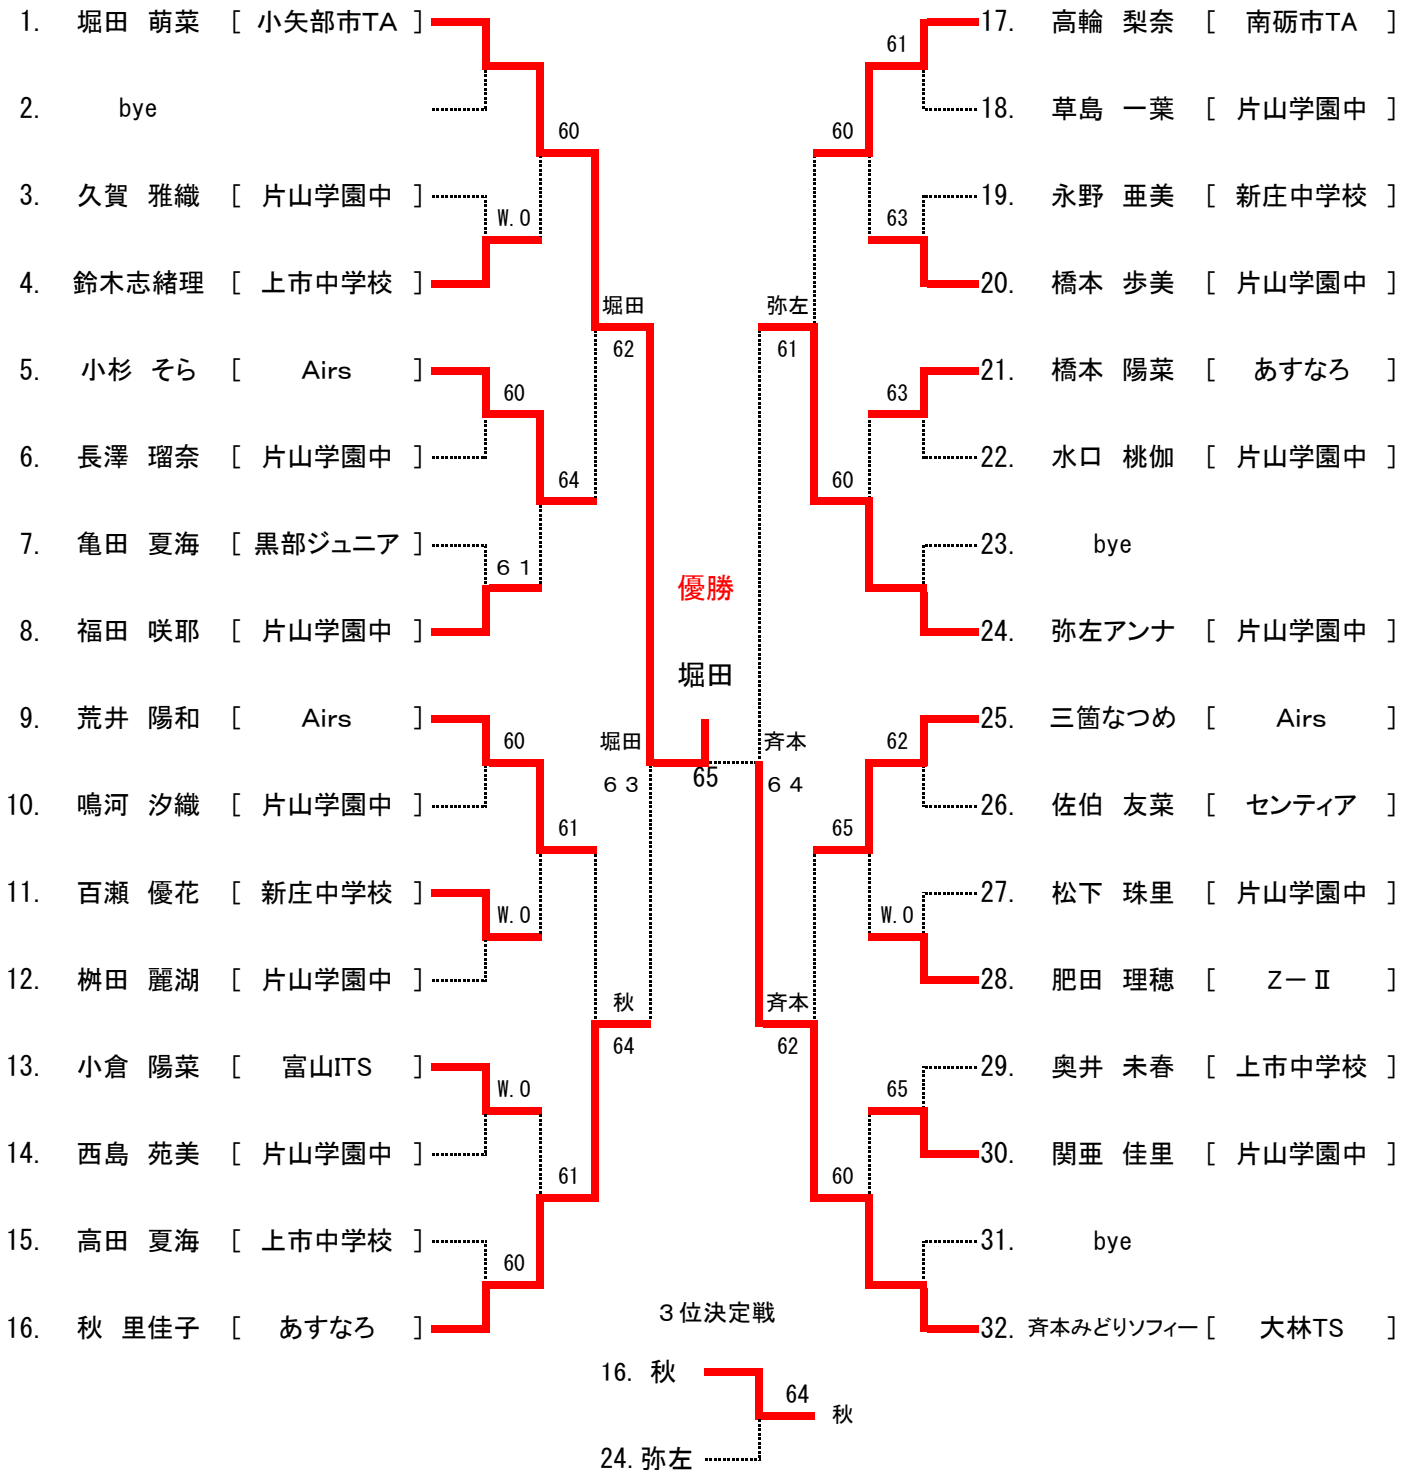 1. 堀田 萌菜 [ 小矢部市TA ]
2. bye
60
3. 久賀 雅織 [ 片山学園中 ]
W.0
4. 鈴木志緒理 [ 上市中学校 ]
堀田
62
5. 小杉 そら [ Airs ]
60
6. 長澤 瑠奈 [ 片山学園中 ]
64
7. 亀田 夏海 [ 黒部ジュニア ]
６１
8. 福田 咲耶 [ 片山学園中 ]
9. 荒井 陽和 [ Airs ]
60
堀田
６３
10. 鳴河 汐織 [ 片山学園中 ]
61
11. 百瀬 優花 [ 新庄中学校 ]
W.0
12. 桝田 麗湖 [ 片山学園中 ]
秋
64
13. 小倉 陽菜 [ 富山ITS ]
W.0
14. 西島 苑美 [ 片山学園中 ]
61
15. 高田 夏海 [ 上市中学校 ]
60
16. 秋 里佳子 [ あすなろ ]
優勝
堀田
65
17. 高輪 梨奈 [ 南砺市TA ]
61
18. 草島 一葉 [ 片山学園中 ]
60
19. 永野 亜美 [ 新庄中学校 ]
63
20. 橋本 歩美 [ 片山学園中 ]
弥左
61
21. 橋本 陽菜 [ あすなろ ]
63
22. 水口 桃伽 [ 片山学園中 ]
60
23. bye
24. 弥左アンナ [ 片山学園中 ]
25. 三箇なつめ [ Airs ]
62
斉本
６４
26. 佐伯 友菜 [ センティア ]
65
27. 松下 珠里 [ 片山学園中 ]
W.0
28. 肥田 理穂 [ Z－Ⅱ ]
斉本
62
29. 奥井 未春 [ 上市中学校 ]
65
30. 関亜 佳里 [ 片山学園中 ]
60
31. bye
32. 斉本みどりソフィー [ 大林TS ]
３位決定戦
16. 秋
64
秋
24. 弥左